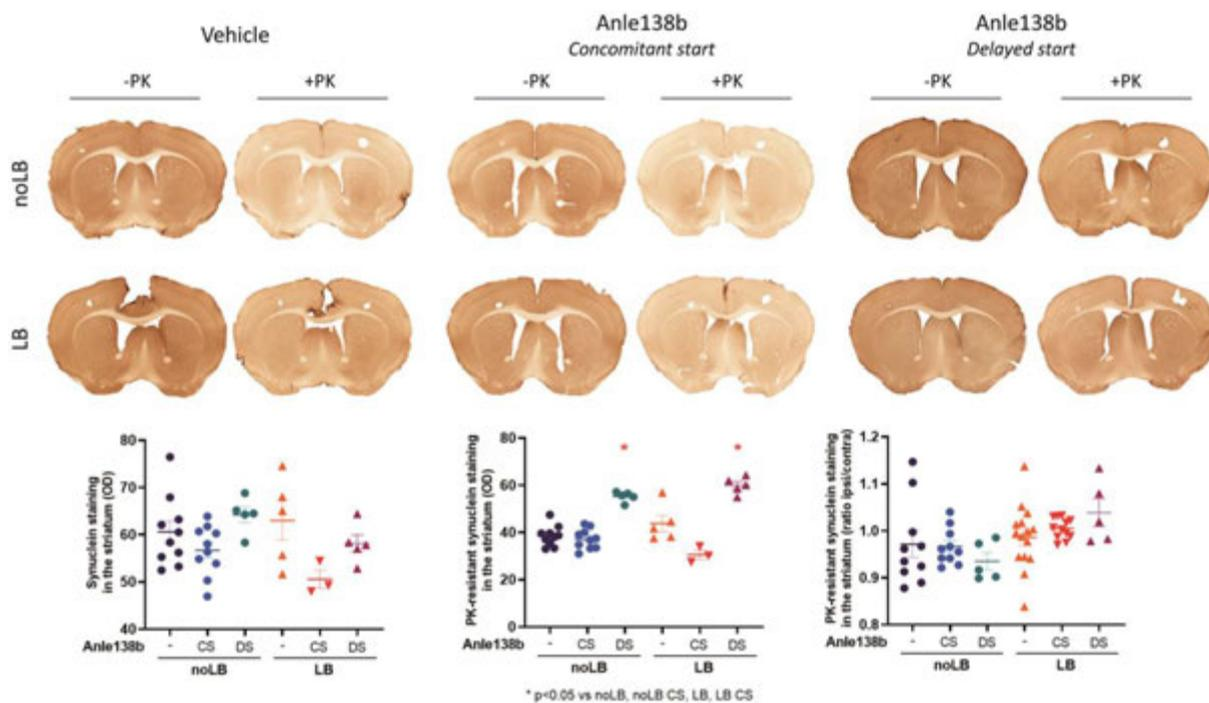 Vehicle
Anle138b
Concomitant start
Anle138b
Delayed start
-PK
+PK
-PK
+PK
-PK
+PK
noLB
LB
Synuclein staining
in the striatum (OD)
80
70
60
50
40
Anle138b
-
CS
DS
-
CS
DS
noLB
LB
PK-resistant synuclein staining
in the striatum (OD)
80
60
40
20
0
*
*
Anle138b
-
CS
DS
-
CS
DS
noLB
LB
* p<0.05 vs noLB, noLB CS, LB, LB CS
PK-resistant synuclein staining
in the striatum (ratio ipsi/contra)
1.2
1.1
1.0
0.9
0.8
Anle138b
-
CS
DS
-
CS
DS
noLB
LB